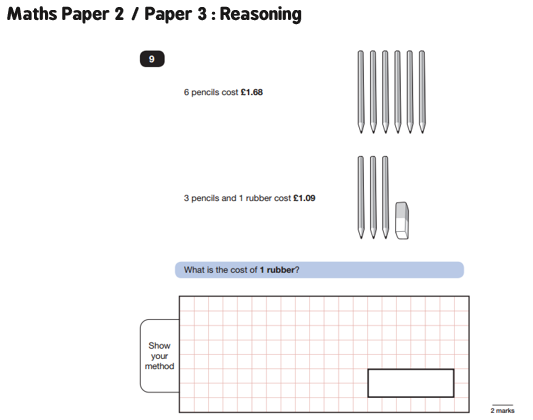 Maths Paper 2 / Paper 3 : Reasoning
9
6 pencils cost £1.68
3 pencils and 1 rubber cost £1.09
What is the cost of 1 rubber?
Show
your
method
2 marks